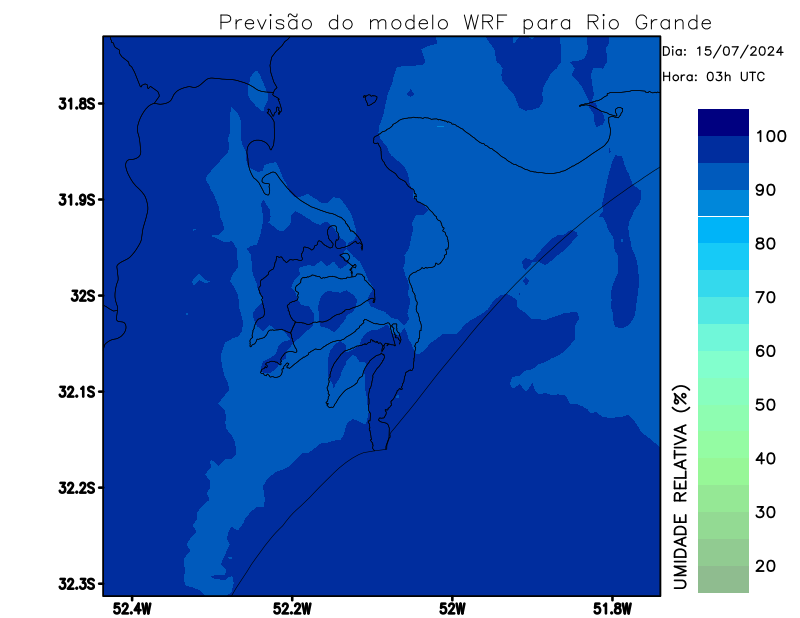 Previsão do modelo WRF para Rio Grande
Dia: 15/07/2024
Hora: 03h UTC
31.8S
31.9S
32S
32.1S
32.2S
32.3S
52.4W
52.2W
52W
51.8W
100
90
80
70
60
50
40
30
20
UMIDADE RELATIVA (%)